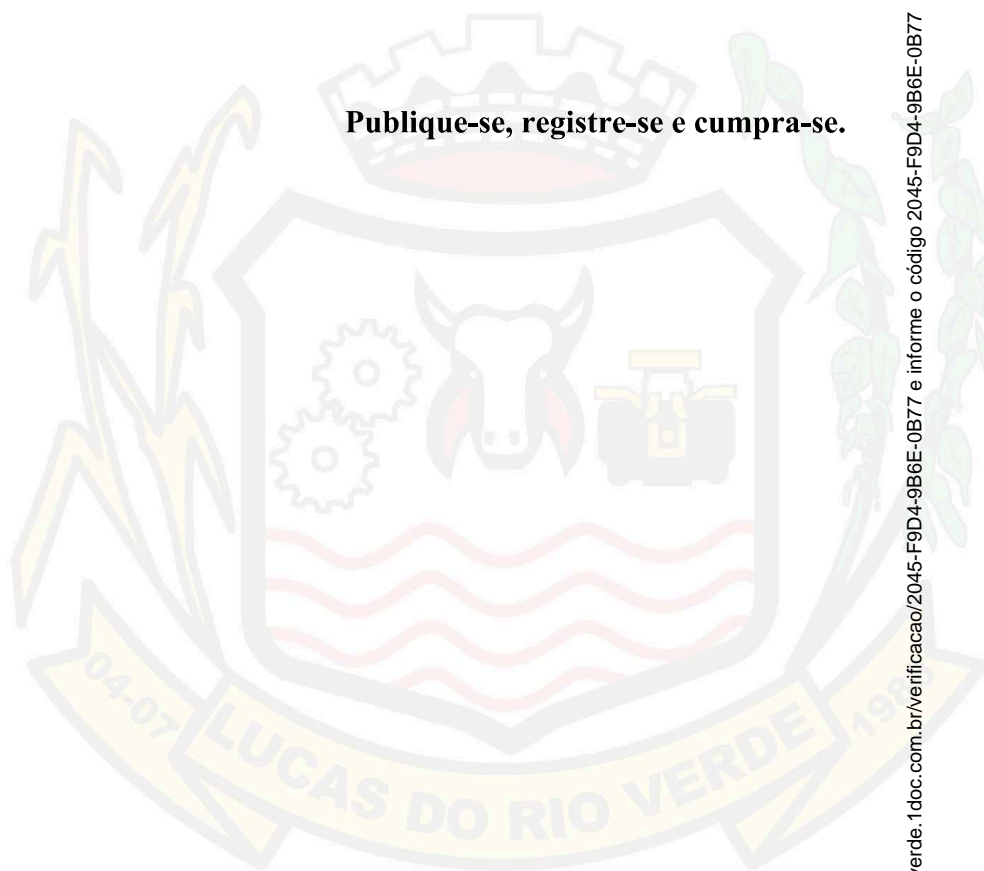 Publique-se, registre-se e cumpra-se.
verde.1doc.com.br/verificacao/2045-F9D4-9B6E-0B77 e informe o código 2045-F9D4-9B6E-0B77
04-07
LUCAS DO RIO VERDE